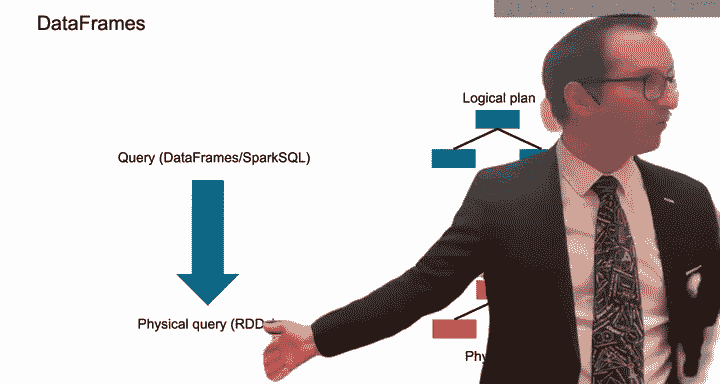 DataFrames
Logical plan
Query (DataFrames/SparkSQL)
Physical query (RDD